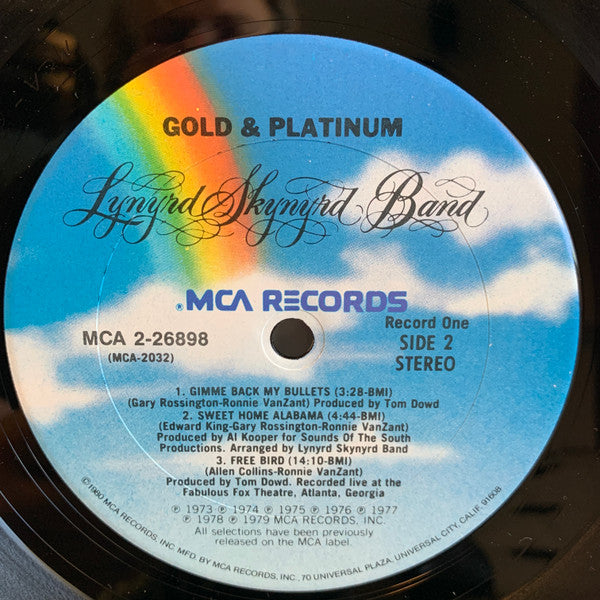 GOLD & PLATINUM
Lynyrd Skynyrd Band
®MCA RECORDS
MCA 2-26898
(MCA-2032)
Record One
SIDE 2
STEREO
1. GIMME BACK MY BULLETS (3:28-BMI)
(Gary Rossington-Ronnie VanZant) Produced by Tom Dowd
2. SWEET HOME ALABAMA (4:44-BMI)
(Edward King-Gary Rossington-Ronnie VanZant)
Produced by Al Kooper for Sounds Of The South
Productions. Arranged by Lynyrd Skynyrd Band
3. FREE BIRD (14:10-BMI)
(Allen Collins-Ronnie VanZant)
Produced by Tom Dowd. Recorded live at the
Fabulous Fox Theatre, Atlanta, Georgia
℗ 1973 ℗ 1974 ℗ 1975 ℗ 1976 ℗ 1977
℗ 1978 ℗ 1979 MCA RECORDS, INC.
All selections have been previously
released on the MCA label.
©1980 MCA RECORDS, INC. MFD. BY MCA RECORDS, INC., 70 UNIVERSAL PLAZA, UNIVERSAL CITY, CALIF. 91608